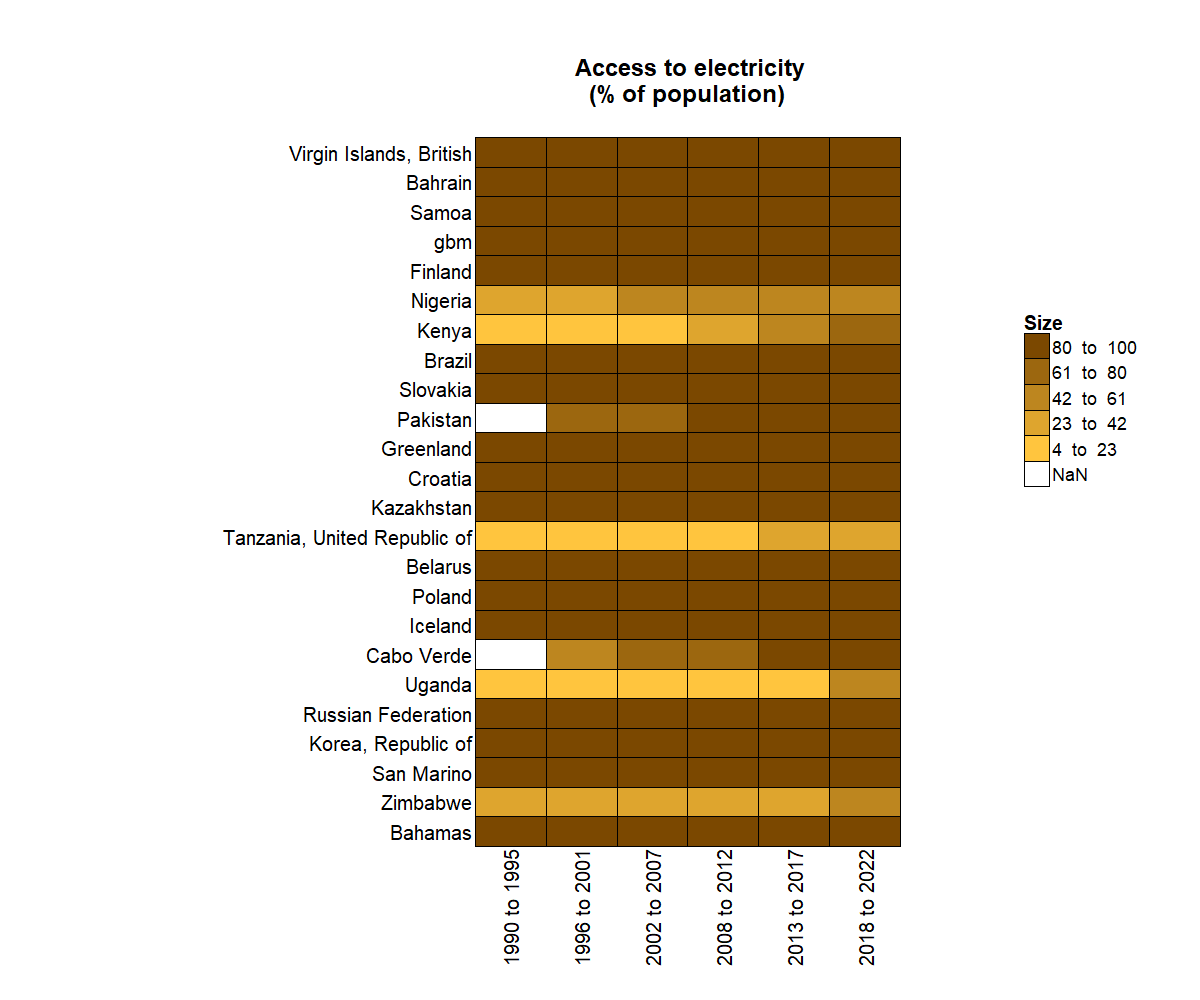 Access to electricity
(% of population)
Virgin Islands, British
Bahrain
Samoa
gbm
Finland
Nigeria
Kenya
Brazil
Slovakia
Pakistan
Greenland
Croatia
Kazakhstan
Tanzania, United Republic of
Belarus
Poland
Iceland
Cabo Verde
Uganda
Russian Federation
Korea, Republic of
San Marino
Zimbabwe
Bahamas
1990 to 1995
1996 to 2001
2002 to 2007
2008 to 2012
2013 to 2017
2018 to 2022
Size
80 to 100
61 to 80
42 to 61
23 to 42
4 to 23
NaN